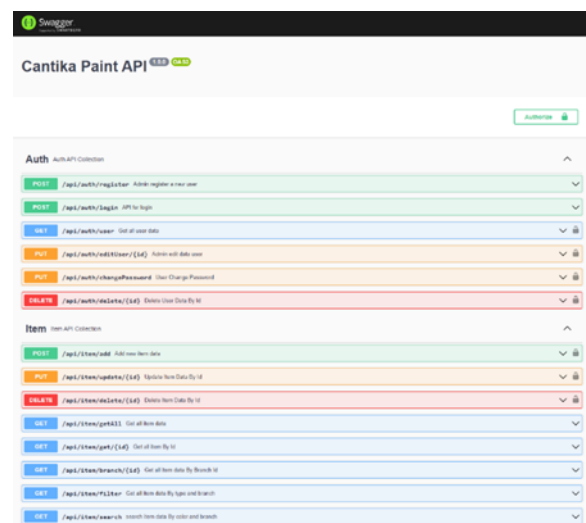 Swagger
Cantika Paint API 1.0.0
Authorize
Auth Auth API Collection
POST /api/auth/register Admin register a new user
POST /api/auth/login API for login
GET /api/auth/user Get all user data
PUT /api/auth/editUser/{id} Admin edit data user
PUT /api/auth/changePassword User Change Password
DELETE /api/auth/delete/{id} Delete User Data By Id
Item Item API Collection
POST /api/item/add Add new item data
PUT /api/item/update/{id} Update Item Data By Id
DELETE /api/item/delete/{id} Delete Item Data By Id
GET /api/item/getAll Get all item data
GET /api/item/get/{id} Get all item By Id
GET /api/item/branch/{id} Get all item data By Branch Id
GET /api/item/filter Get all item data By type and branch
GET /api/item/search search item data By color and branch